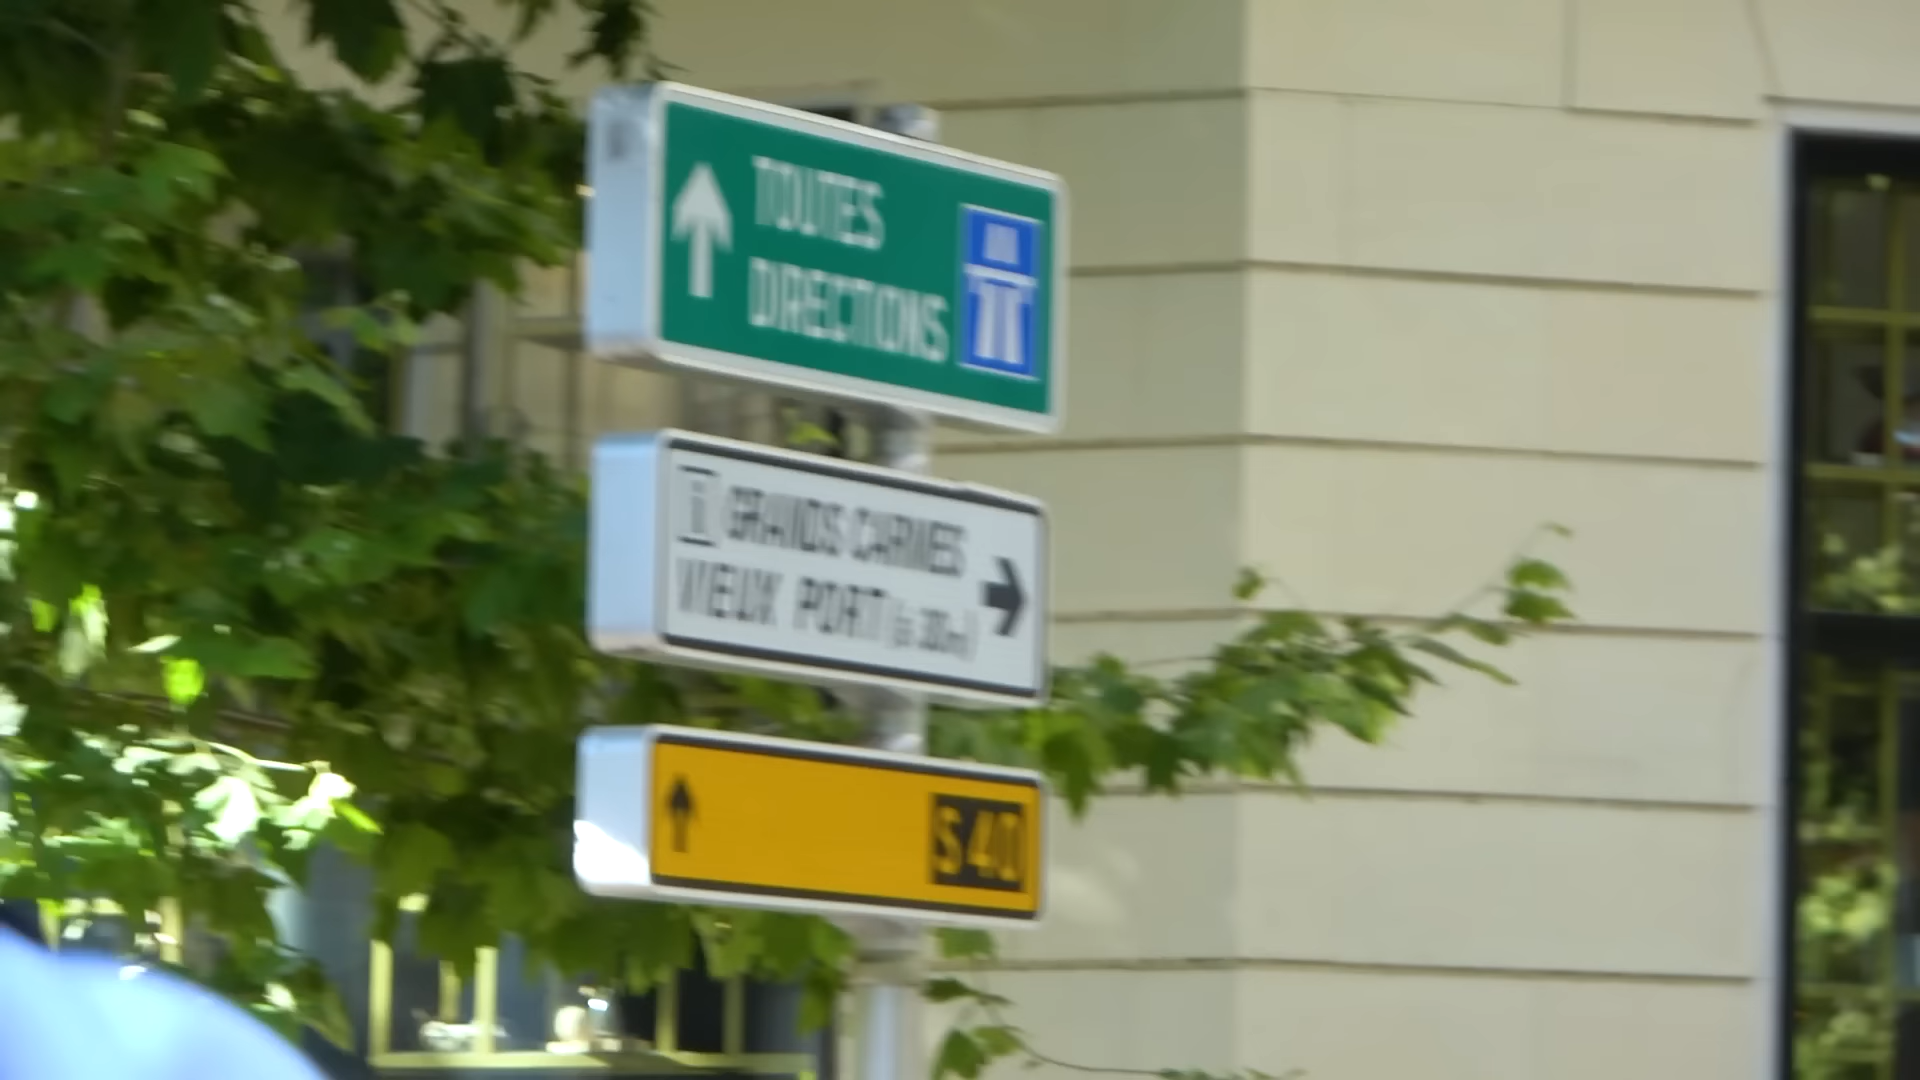 TOUTES
DIRECTIONS
i GRANDS CARMES
VIEUX PORT
S 40